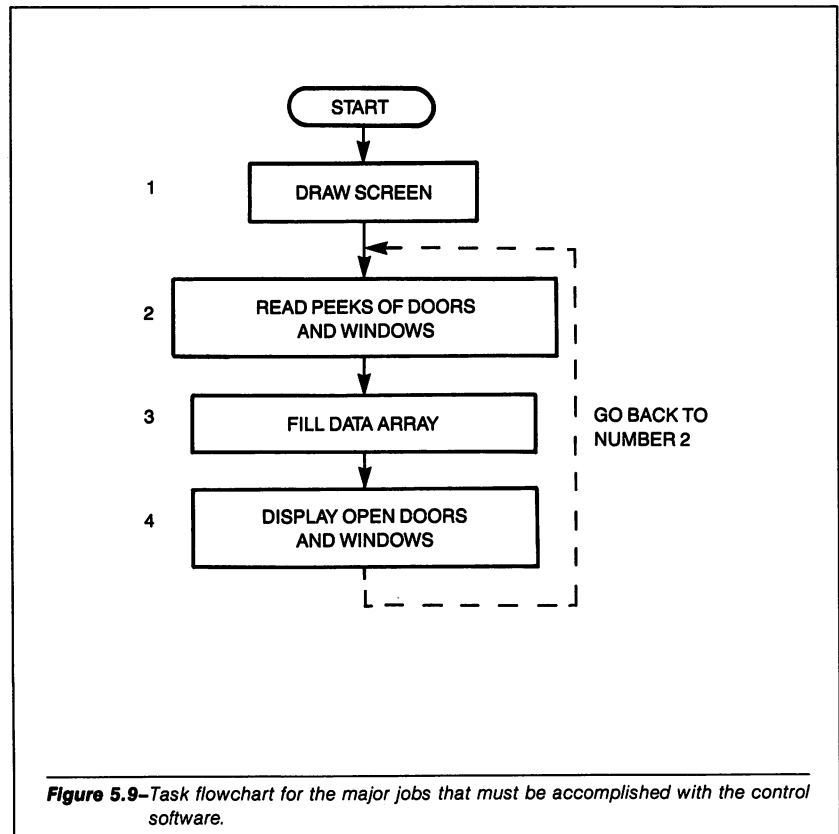 START
1
DRAW SCREEN
2
READ PEEKS OF DOORS
AND WINDOWS
3
FILL DATA ARRAY
GO BACK TO
NUMBER 2
4
DISPLAY OPEN DOORS
AND WINDOWS
Figure 5.9–Task flowchart for the major jobs that must be accomplished with the control
software.